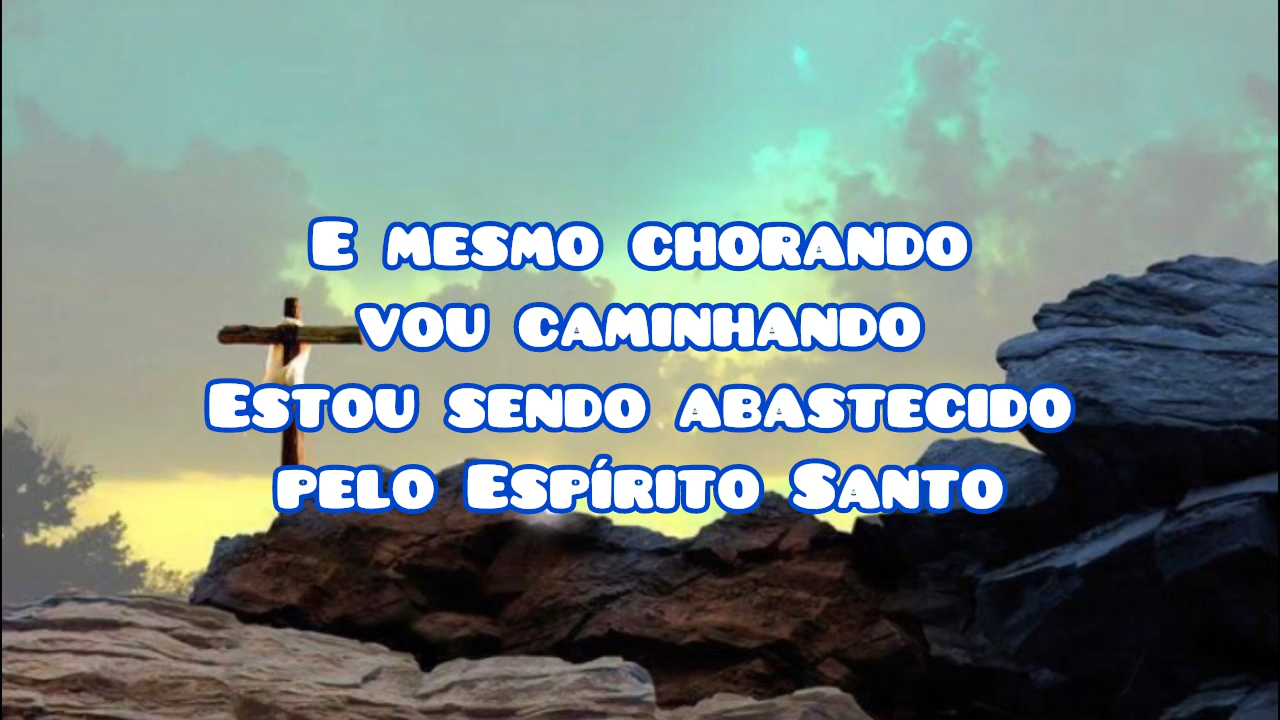 E mesmo chorando
vou caminhando
Estou sendo abastecido
pelo Espírito Santo